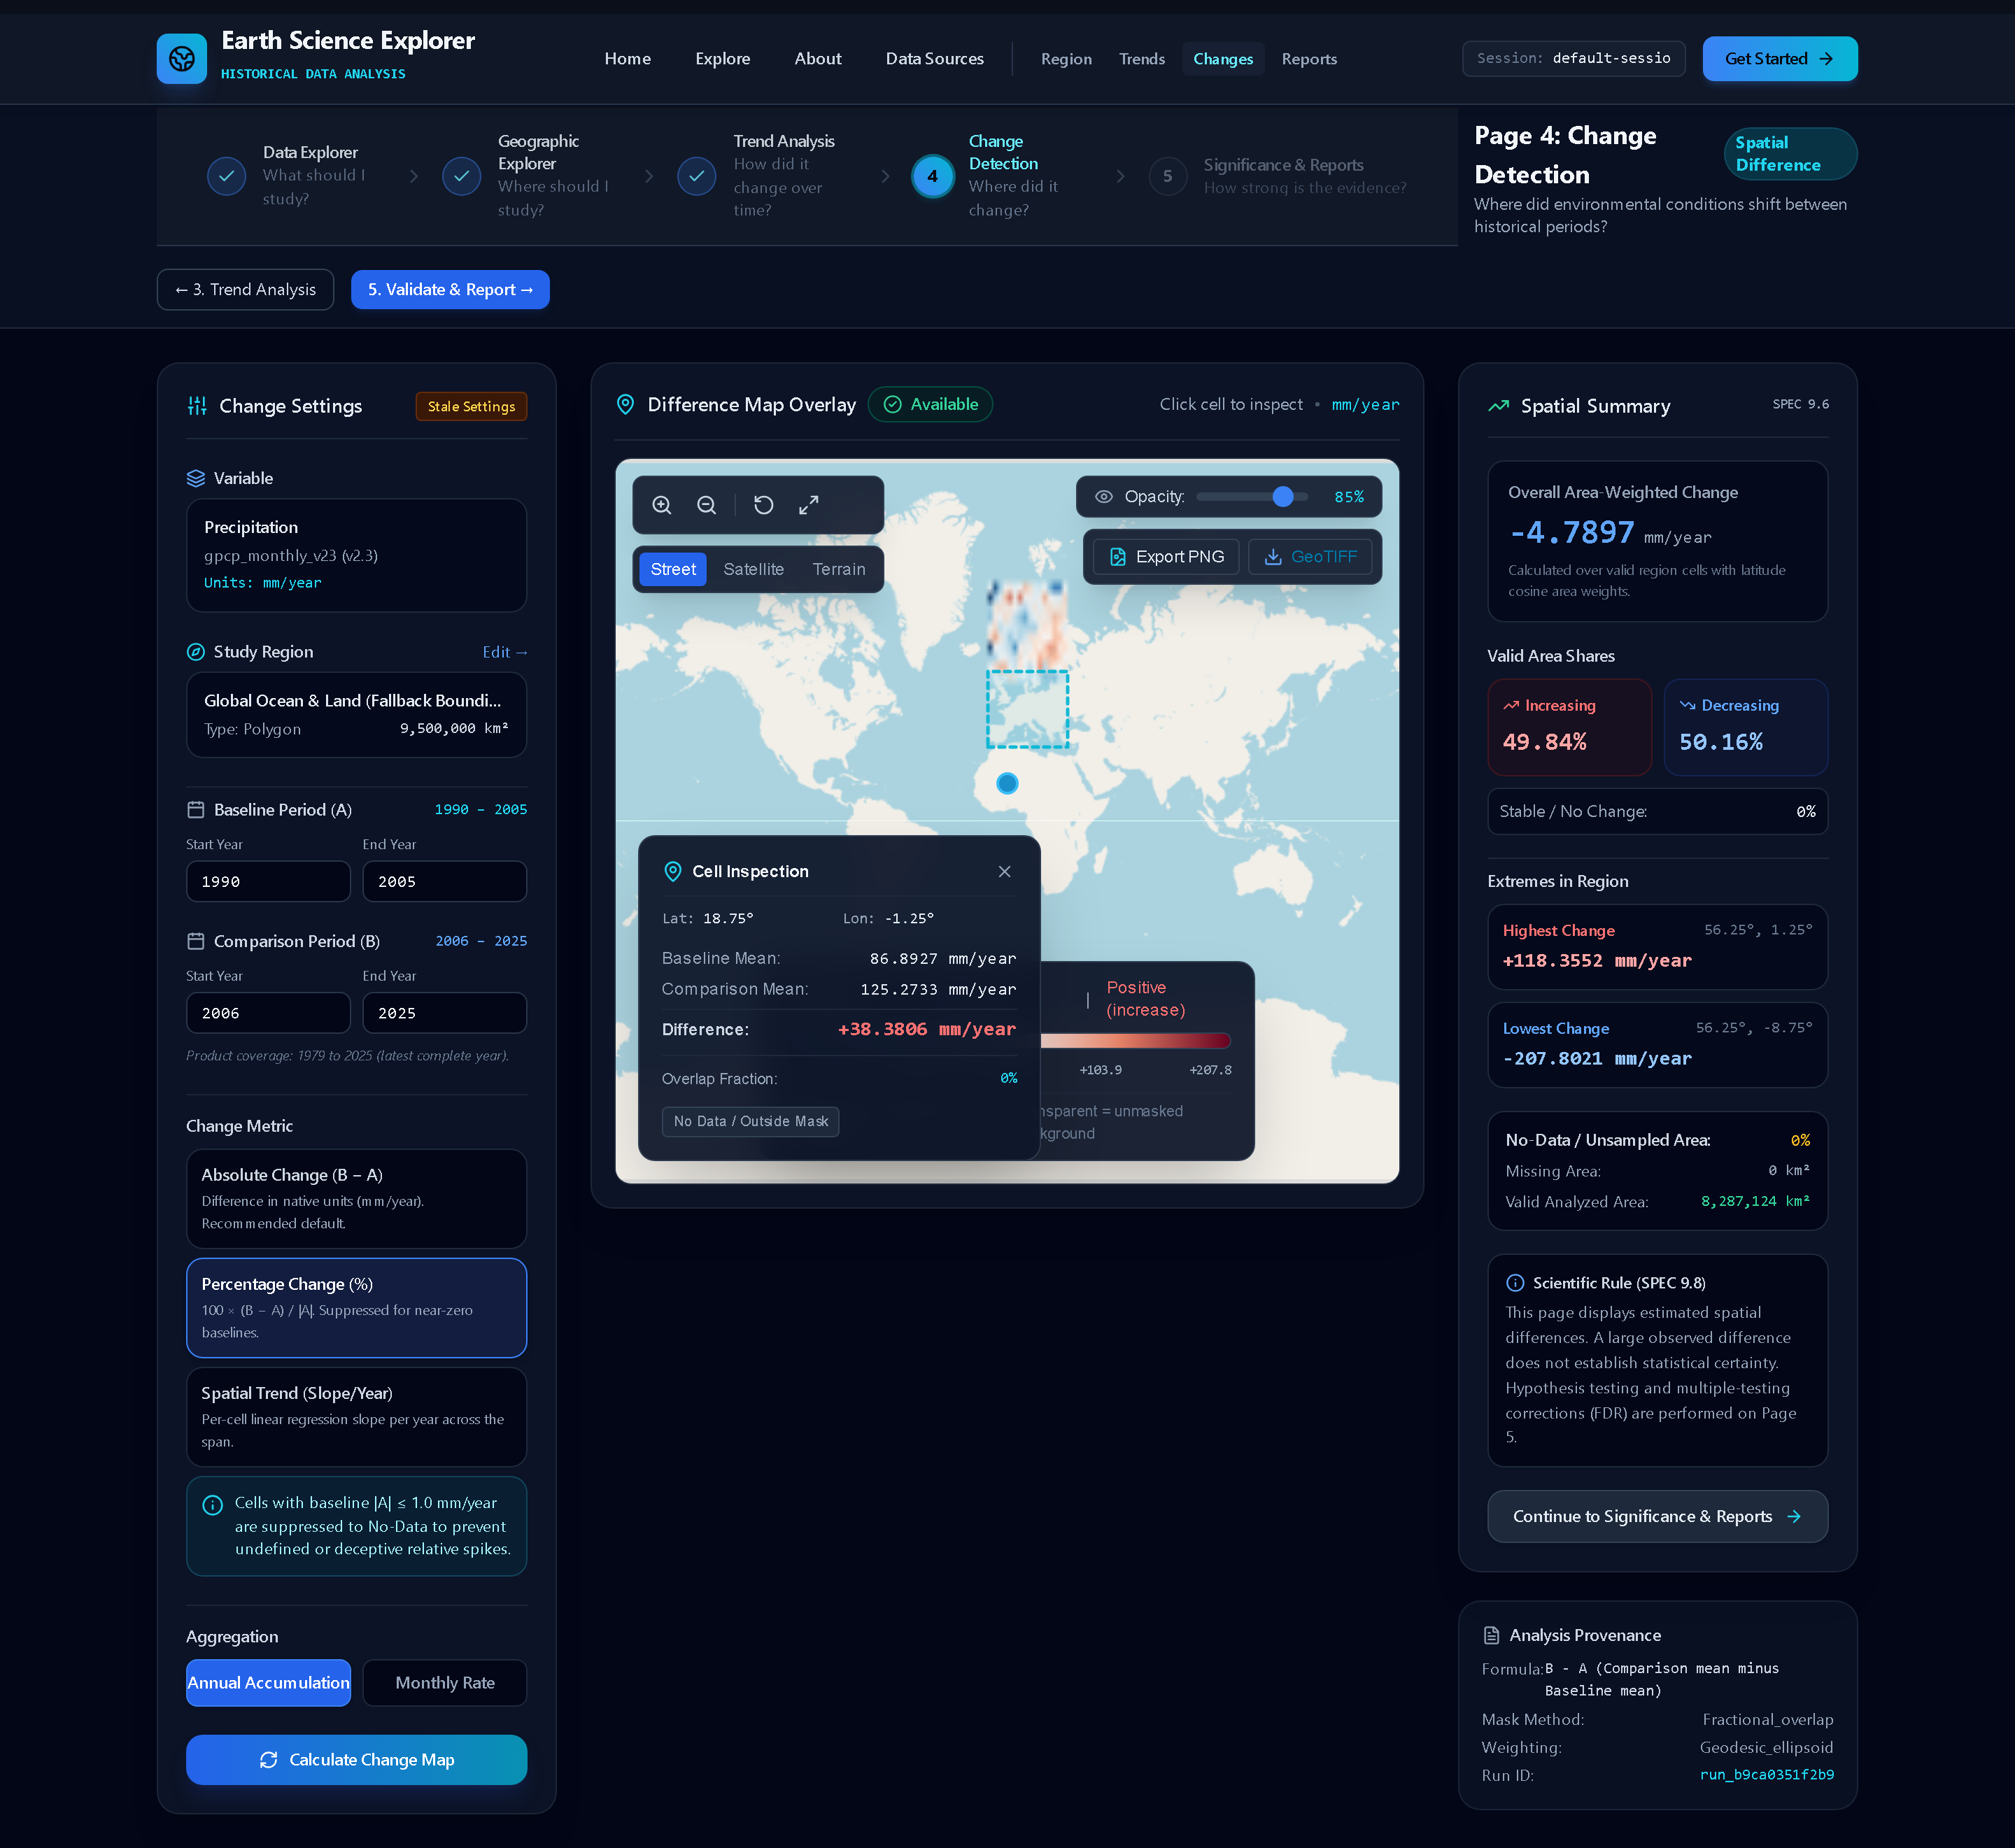 Earth Science Explorer
HISTORICAL DATA ANALYSIS
Home
Explore
About
Data Sources
Region
Trends
Changes
Reports
Session: default-sessio
Get Started →
Data Explorer
What should I
study?
Geographic
Explorer
Where should I
study?
Trend Analysis
How did it
change over
time?
4
Change
Detection
Where did it
change?
5
Significance & Reports
How strong is the evidence?
Page 4: Change
Detection
Spatial
Difference
Where did environmental conditions shift between
historical periods?
← 3. Trend Analysis
5. Validate & Report →
Change Settings
Stale Settings
Variable
Precipitation
gpcp_monthly_v23 (v2.3)
Units: mm/year
Study Region
Edit →
Global Ocean & Land (Fallback Boundi...
Type: Polygon
9,500,000 km²
Baseline Period (A)
1990 – 2005
Start Year
End Year
1990
2005
Comparison Period (B)
2006 – 2025
Start Year
End Year
2006
2025
Product coverage: 1979 to 2025 (latest complete year).
Change Metric
Absolute Change (B − A)
Difference in native units (mm/year).
Recommended default.
Percentage Change (%)
100 × (B − A) / |A|. Suppressed for near-zero
baselines.
Spatial Trend (Slope/Year)
Per-cell linear regression slope per year across the
span.
Cells with baseline |A| ≤ 1.0 mm/year
are suppressed to No-Data to prevent
undefined or deceptive relative spikes.
Aggregation
Annual Accumulation
Monthly Rate
Calculate Change Map
Difference Map Overlay
Available
Click cell to inspect • mm/year
Street
Satellite
Terrain
Opacity:
85%
Export PNG
GeoTIFF
Cell Inspection
Lat: 18.75°
Lon: -1.25°
Baseline Mean:
86.8927 mm/year
Comparison Mean:
125.2733 mm/year
Difference:
+38.3806 mm/year
Overlap Fraction:
0%
No Data / Outside Mask
| Positive
(increase)
+103.9
+207.8
nsparent = unmasked
kground
Spatial Summary
SPEC 9.6
Overall Area-Weighted Change
-4.7897 mm/year
Calculated over valid region cells with latitude
cosine area weights.
Valid Area Shares
Increasing
49.84%
Decreasing
50.16%
Stable / No Change:
0%
Extremes in Region
Highest Change
56.25°, 1.25°
+118.3552 mm/year
Lowest Change
56.25°, -8.75°
-207.8021 mm/year
No-Data / Unsampled Area:
0%
Missing Area:
0 km²
Valid Analyzed Area:
8,287,124 km²
Scientific Rule (SPEC 9.8)
This page displays estimated spatial
differences. A large observed difference
does not establish statistical certainty.
Hypothesis testing and multiple-testing
corrections (FDR) are performed on Page
5.
Continue to Significance & Reports →
Analysis Provenance
Formula: B - A (Comparison mean minus
Baseline mean)
Mask Method:
Fractional_overlap
Weighting:
Geodesic_ellipsoid
Run ID:
run_b9ca0351f2b9